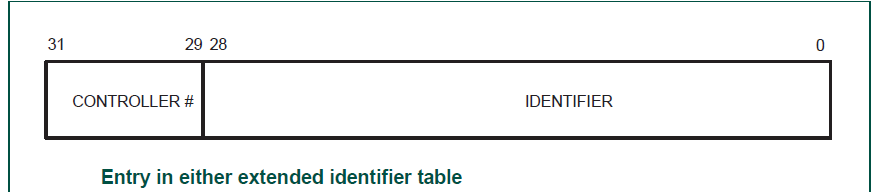 31 29 28 0
CONTROLLER # IDENTIFIER
Entry in either extended identifier table